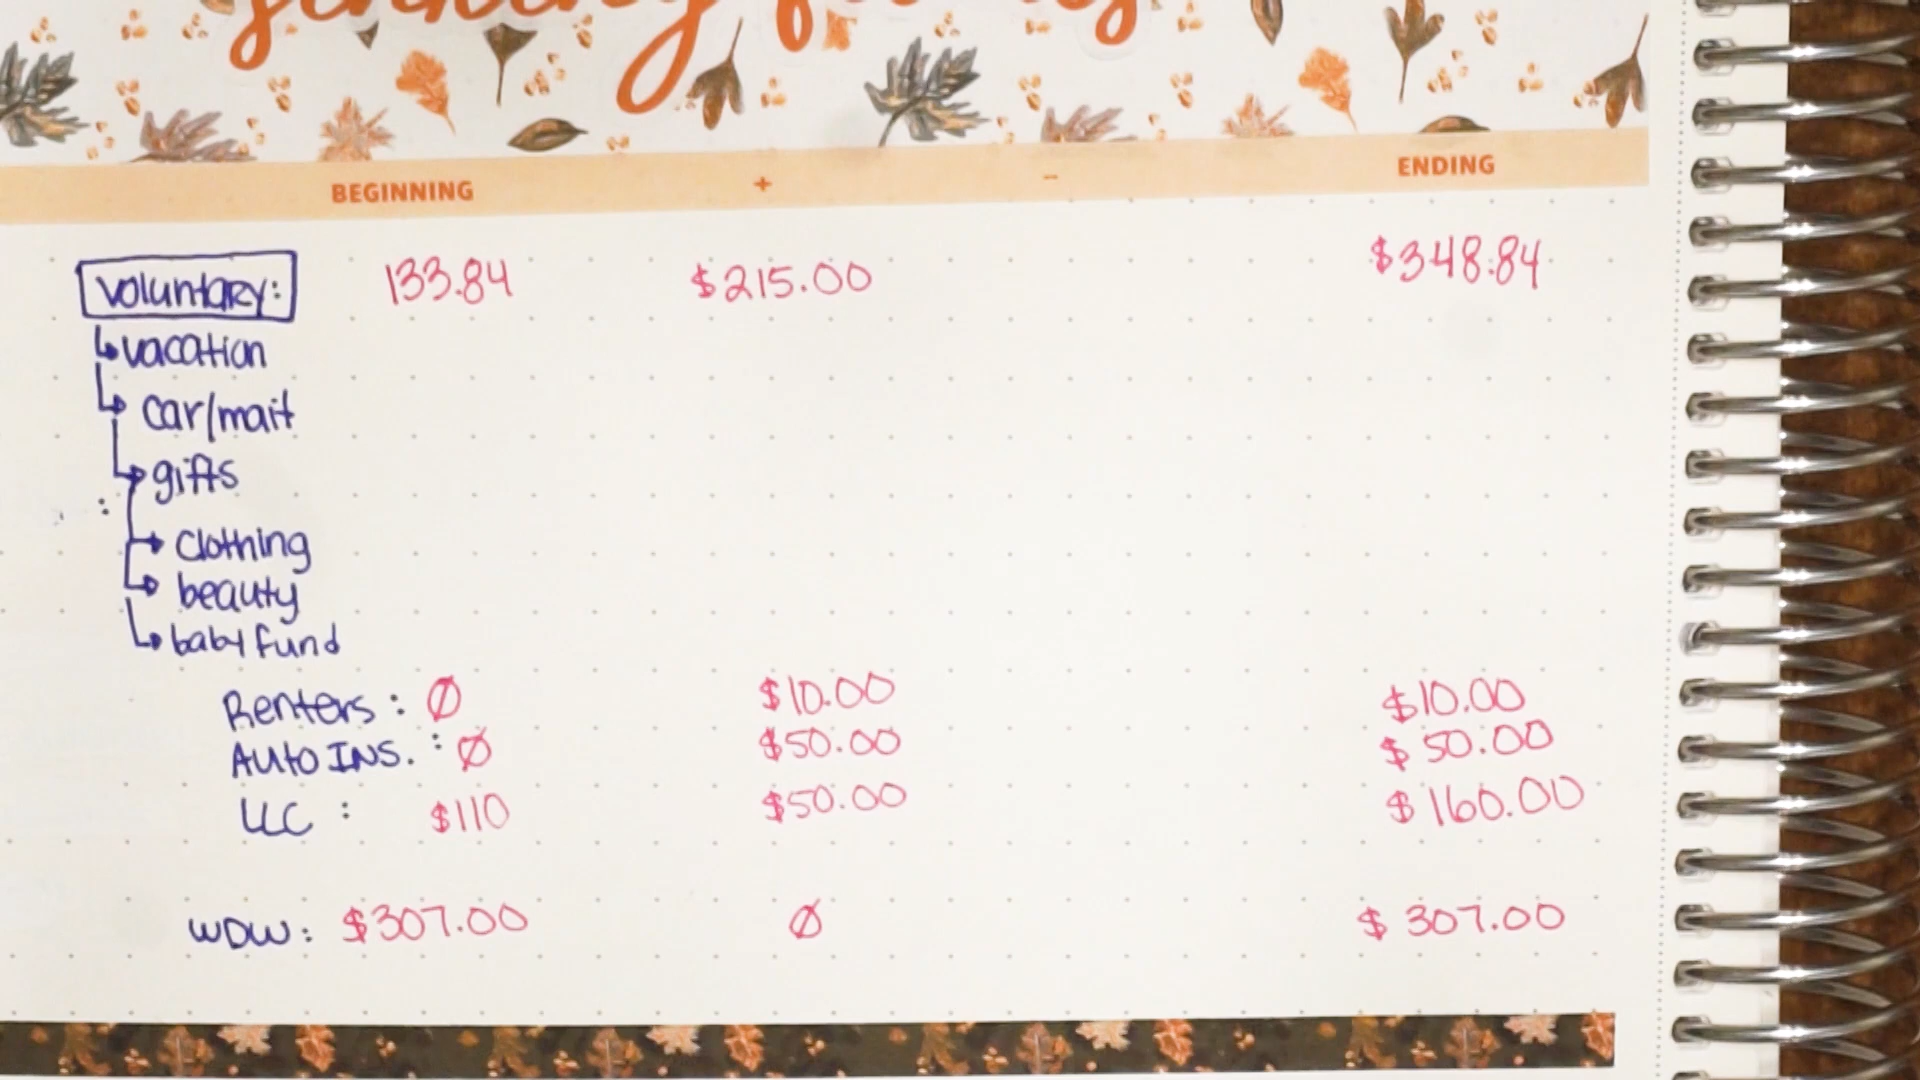 sinking funds
BEGINNING + - ENDING
voluntary: 133.84 $215.00 $348.84
vacation
car/mait
gifts
clothing
beauty
baby fund
Renters: Ø $10.00 $10.00
Auto INS.: Ø $50.00 $50.00
LLC: $110 $50.00 $160.00
WDW: $307.00 Ø $307.00